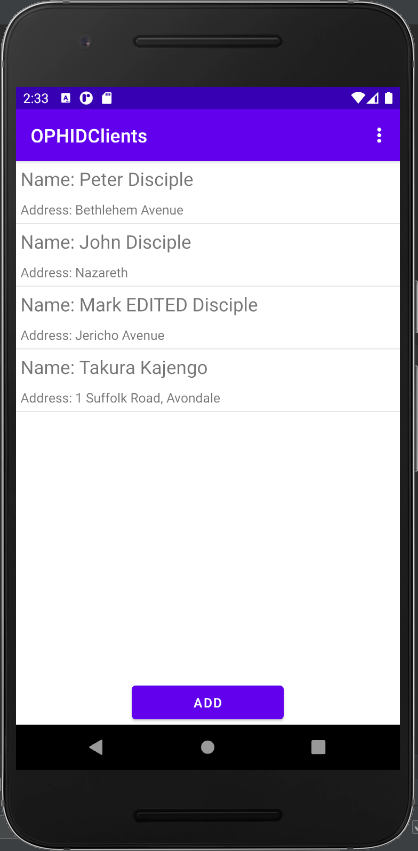 2:33
OPHIDClients
Name: Peter Disciple
Address: Bethlehem Avenue
Name: John Disciple
Address: Nazareth
Name: Mark EDITED Disciple
Address: Jericho Avenue
Name: Takura Kajengo
Address: 1 Suffolk Road, Avondale
ADD